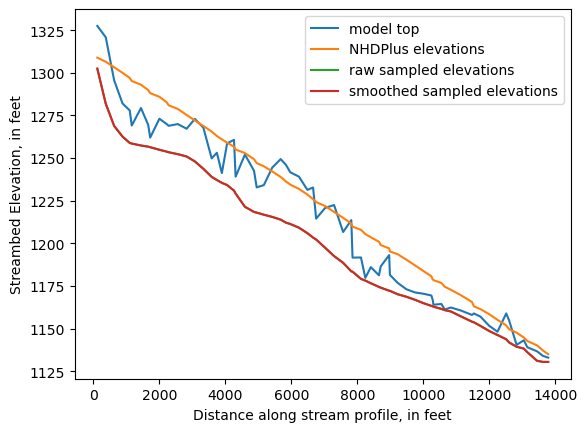 model top
NHDPlus elevations
raw sampled elevations
smoothed sampled elevations
Streambed Elevation, in feet
1325
1300
1275
1250
1225
1200
1175
1150
1125
0 2000 4000 6000 8000 10000 12000 14000
Distance along stream profile, in feet